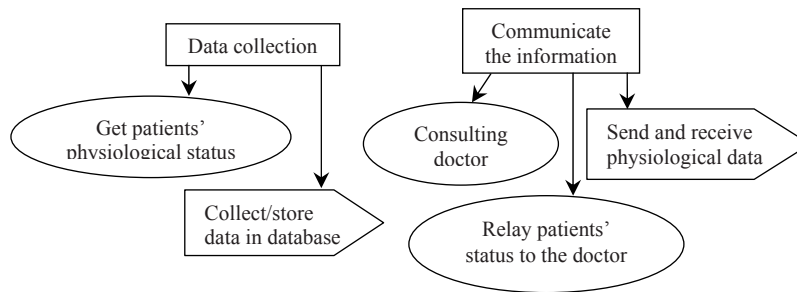 Data collection
Get patients'
physiological status
Collect/store
data in database
Communicate
the information
Consulting
doctor
Send and receive
physiological data
Relay patients'
status to the doctor